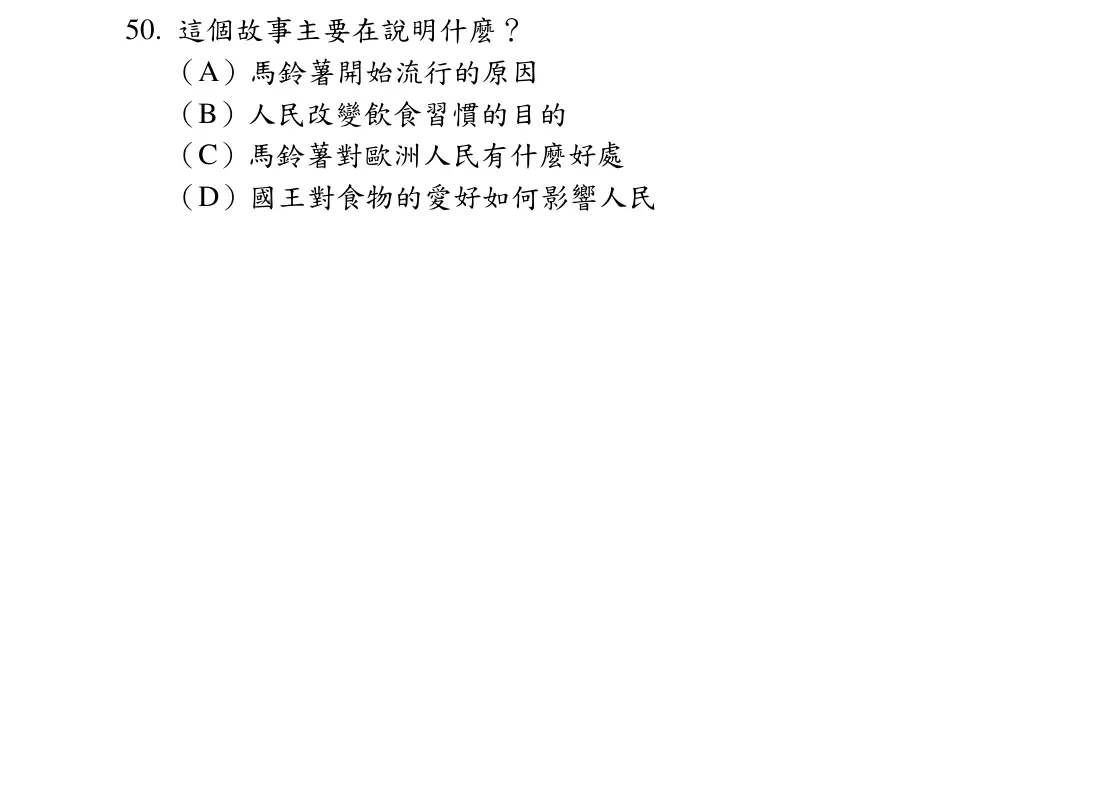 50. 這個故事主要在說明什麼？
（A）馬鈴薯開始流行的原因
（B）人民改變飲食習慣的目的
（C）馬鈴薯對歐洲人民有什麼好處
（D）國王對食物的愛好如何影響人民